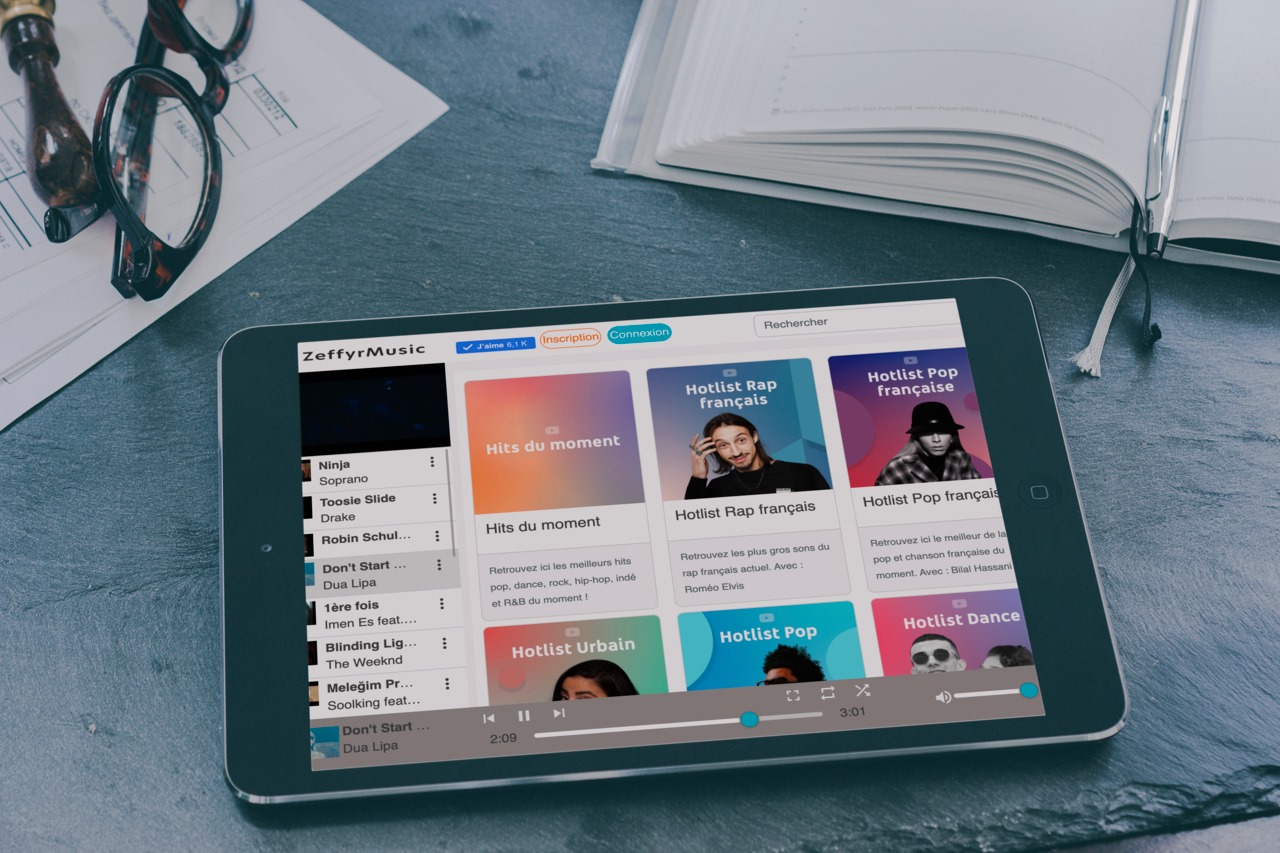 ZeffyrMusic
J'aime 6,1 K
Inscription
Connexion
Rechercher
Ninja
Soprano
Toosie Slide
Drake
Robin Schul...
Don't Start ...
Dua Lipa
1ère fois
Imen Es feat....
Blinding Lig...
The Weeknd
Meleğim Pr...
Soolking feat...
Hits du moment
Hits du moment
Retrouvez ici les meilleurs hits
pop, dance, rock, hip-hop, indé
et R&B du moment !
Hotlist Rap
français
Hotlist Rap français
Retrouvez les plus gros sons du
rap français actuel. Avec :
Roméo Elvis
Hotlist Pop
française
Hotlist Pop français
Retrouvez ici le meilleur de la
pop et chanson française du
moment. Avec : Bilal Hassani
Hotlist Urbain
Hotlist Pop
Hotlist Dance
Don't Start ...
Dua Lipa
2:09
3:01